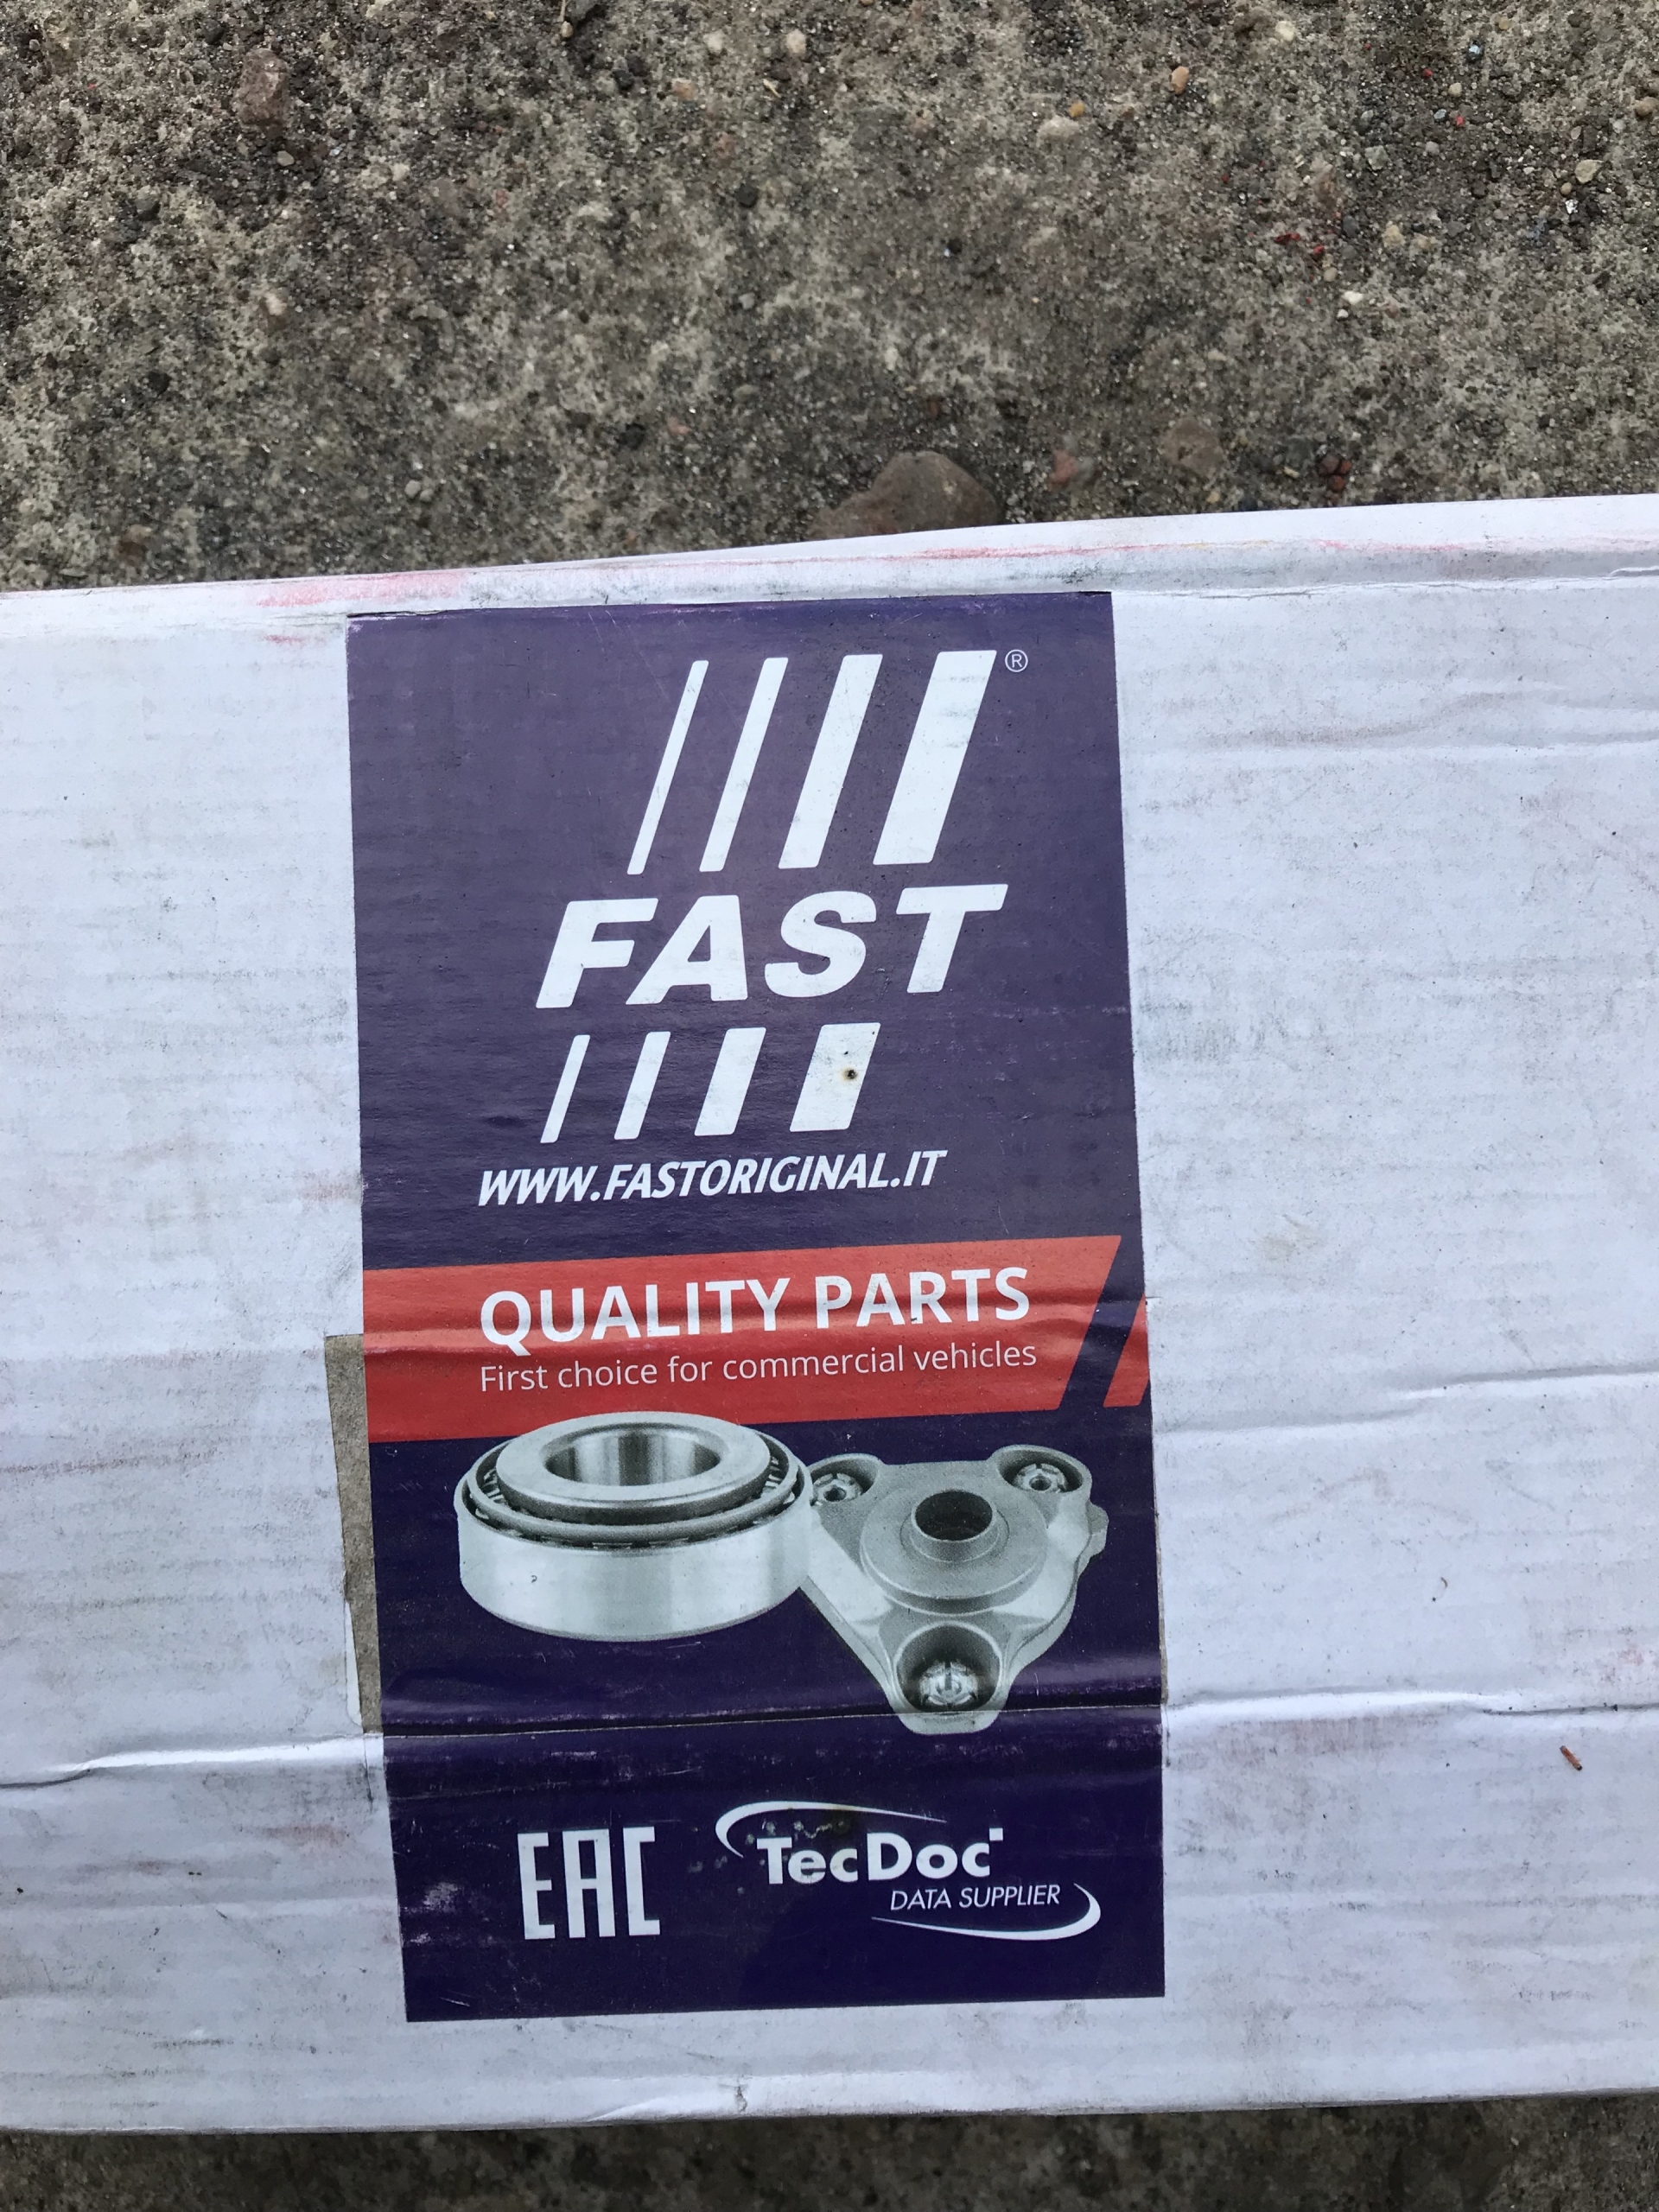 ®
FAST
WWW.FASTORIGINAL.IT
QUALITY PARTS
First choice for commercial vehicles
EAC
TecDoc
DATA SUPPLIER